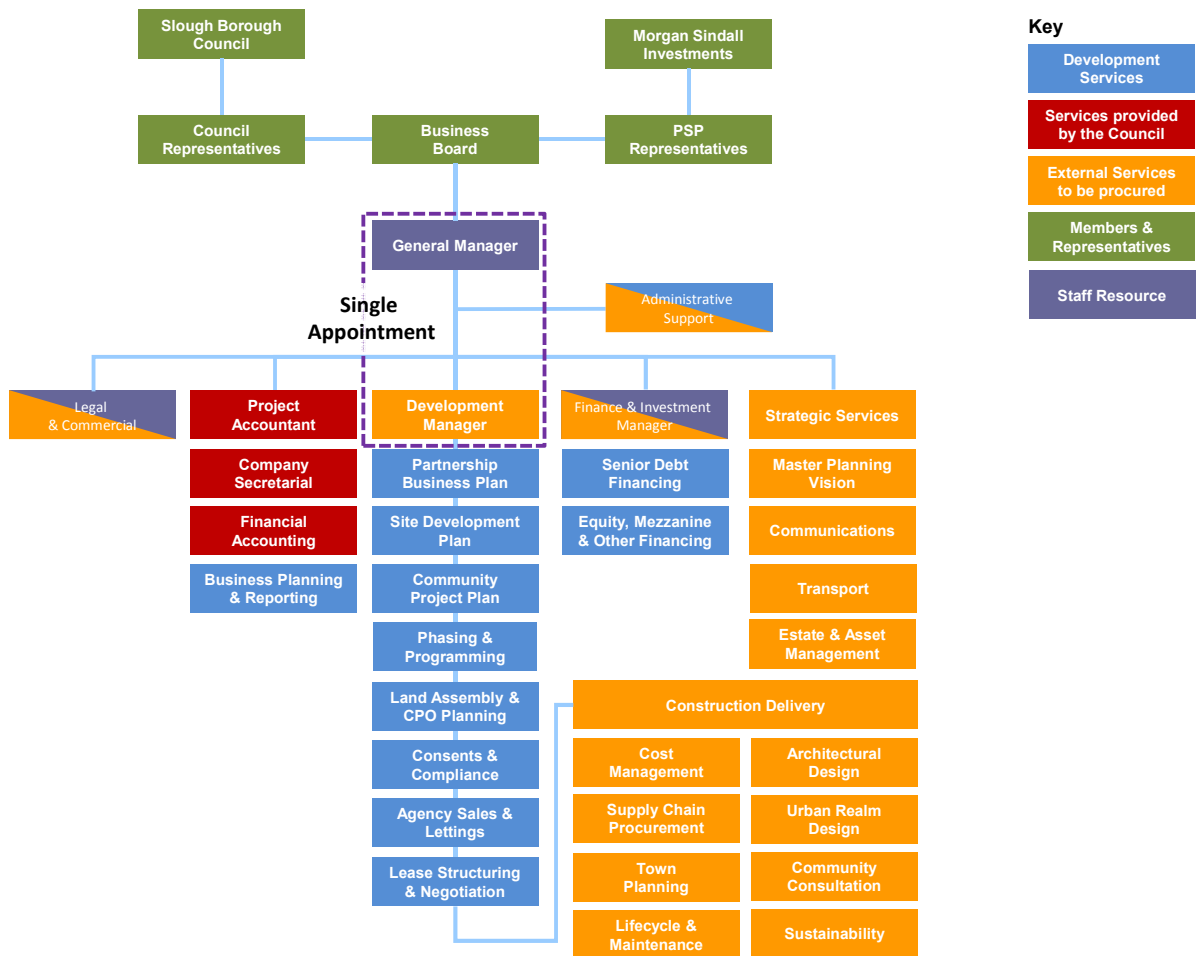 Slough Borough
Council
Morgan Sindall
Investments
Key
Development
Services
Services provided
by the Council
External Services
to be procured
Members &
Representatives
Staff Resource
Council
Representatives
Business
Board
PSP
Representatives
General Manager
Single
Appointment
Administrative
Support
Legal
& Commercial
Project
Accountant
Development
Manager
Finance & Investment
Manager
Strategic Services
Company
Secretarial
Partnership
Business Plan
Senior Debt
Financing
Master Planning
Vision
Financial
Accounting
Site Development
Plan
Equity, Mezzanine
& Other Financing
Communications
Business Planning
& Reporting
Community
Project Plan
Transport
Phasing &
Programming
Estate & Asset
Management
Land Assembly &
CPO Planning
Construction Delivery
Consents &
Compliance
Cost
Management
Architectural
Design
Agency Sales &
Lettings
Supply Chain
Procurement
Urban Realm
Design
Lease Structuring
& Negotiation
Town
Planning
Community
Consultation
Lifecycle &
Maintenance
Sustainability